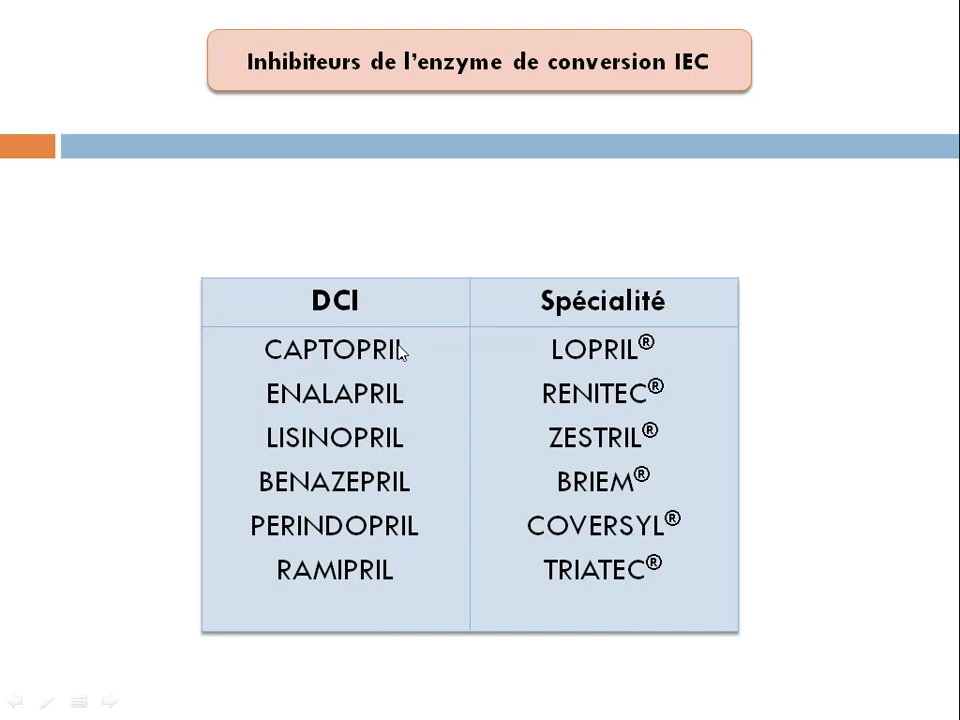 Inhibiteurs de l’enzyme de conversion IEC
DCI Spécialité
CAPTOPRIL LOPRIL®
ENALAPRIL RENITEC®
LISINOPRIL ZESTRIL®
BENAZEPRIL BRIEM®
PERINDOPRIL COVERSYL®
RAMIPRIL TRIATEC®